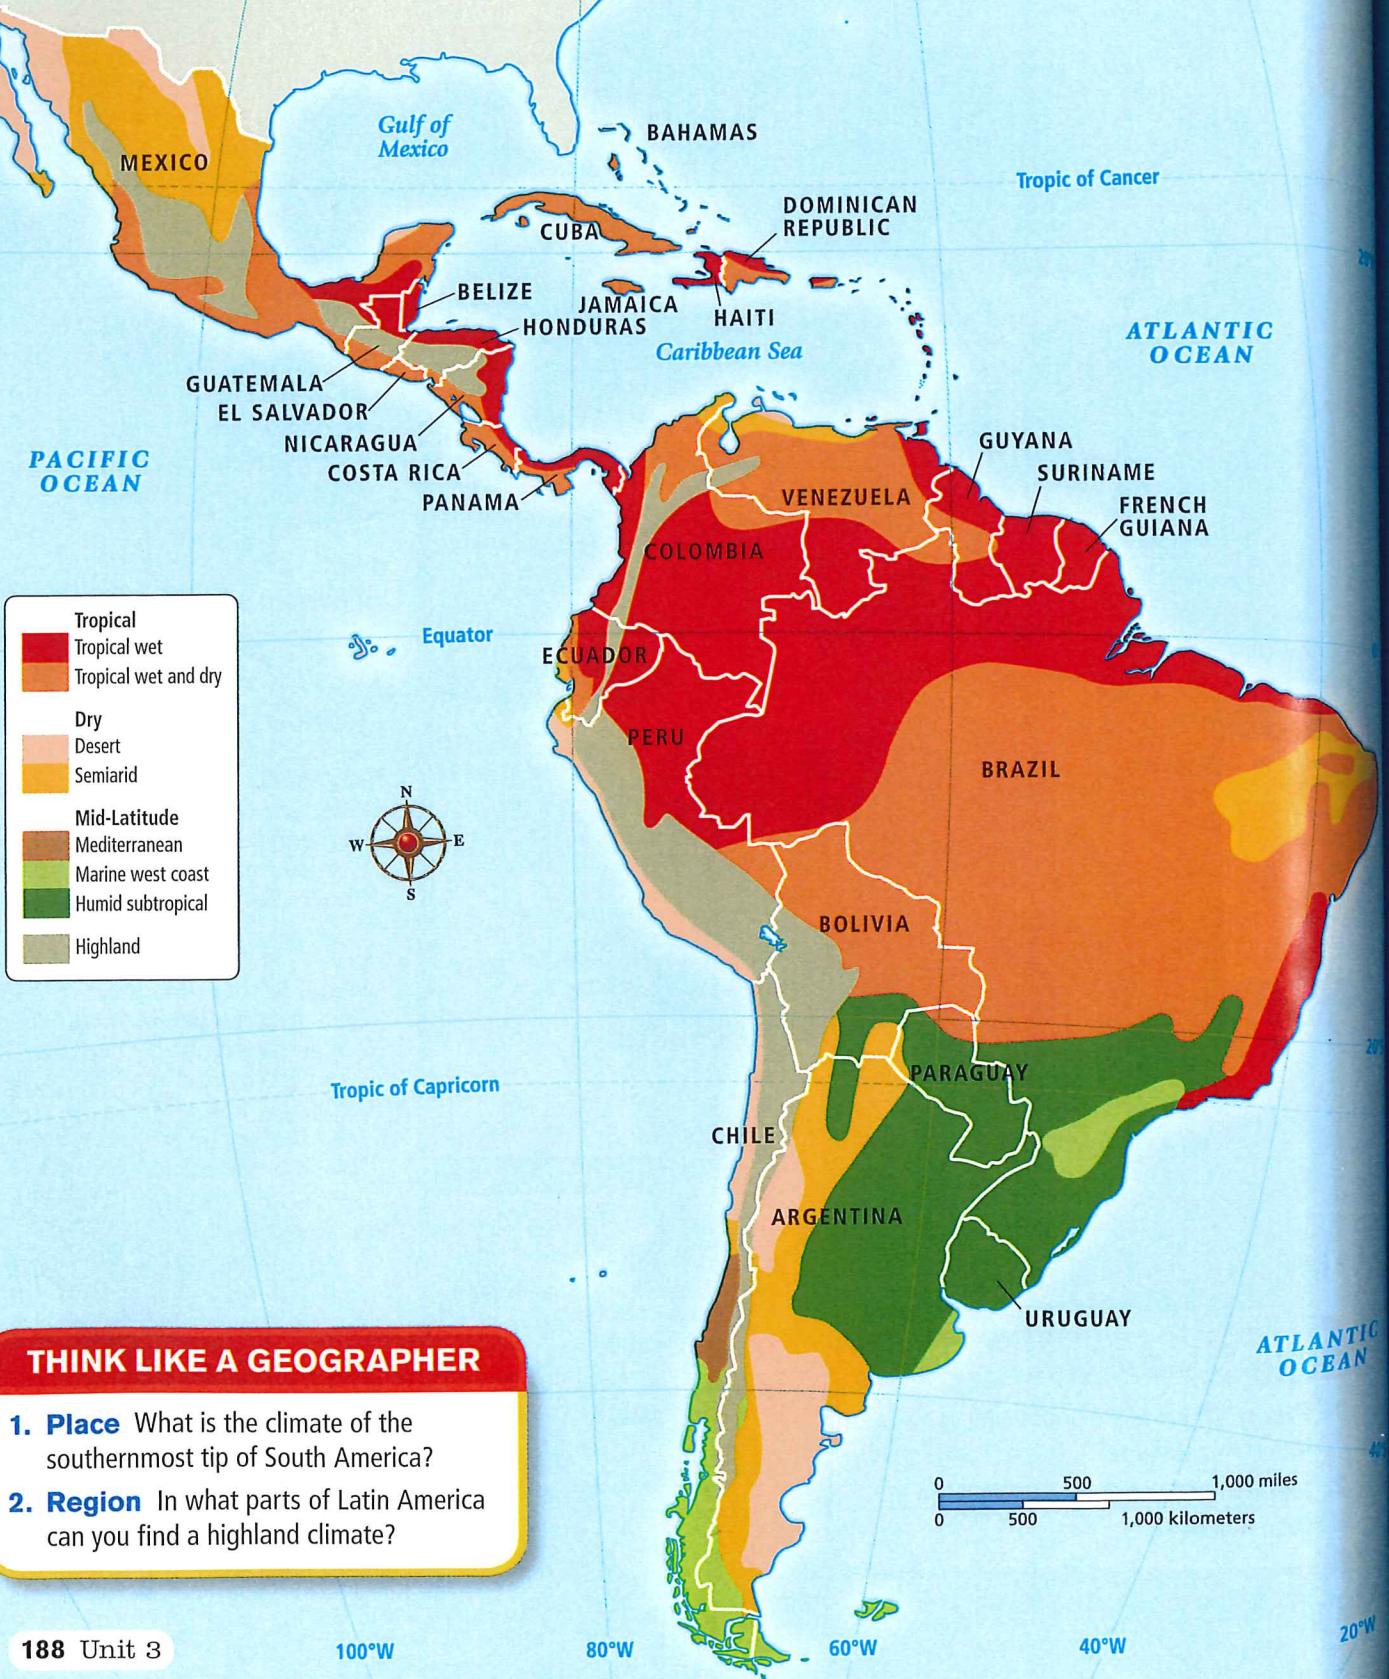 Gulf of
Mexico
BAHAMAS
MEXICO
Tropic of Cancer
DOMINICAN
REPUBLIC
CUBA
20°
BELIZE
JAMAICA
HAITI
HONDURAS
ATLANTIC
OCEAN
Caribbean Sea
GUATEMALA
EL SALVADOR
NICARAGUA
COSTA RICA
PANAMA
PACIFIC
OCEAN
GUYANA
SURINAME
FRENCH
GUIANA
VENEZUELA
COLOMBIA
Equator
0°
ECUADOR
PERU
BRAZIL
Tropical
Tropical wet
Tropical wet and dry
Dry
Desert
Semiarid
Mid-Latitude
Mediterranean
Marine west coast
Humid subtropical
Highland
N
W
E
S
BOLIVIA
20°S
PARAGUAY
Tropic of Capricorn
CHILE
ARGENTINA
URUGUAY
ATLANTIC
OCEAN
THINK LIKE A GEOGRAPHER
1. Place What is the climate of the
southernmost tip of South America?
2. Region In what parts of Latin America
can you find a highland climate?
40°
0 500 1,000 miles
0 500 1,000 kilometers
188 Unit 3
100°W
80°W
60°W
40°W
20°W